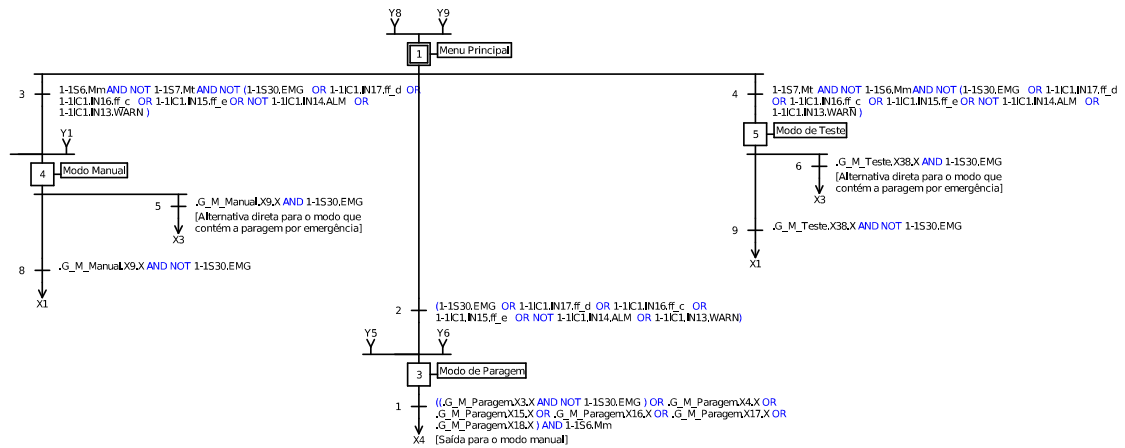 Y8 Y9
1 Menu Principal
3 1-1S6.Mm AND NOT 1-1S7.Mt AND NOT (1-1S30.EMG OR 1-1IC1.IN17.ff_d OR
1-1IC1.IN16.ff_c OR 1-1IC1.IN15.ff_e OR NOT 1-1IC1.IN14.ALM OR
1-1IC1.IN13.WARN )
4 1-1S7.Mt AND NOT 1-1S6.Mm AND NOT (1-1S30.EMG OR 1-1IC1.IN17.ff_d
OR 1-1IC1.IN16.ff_c OR 1-1IC1.IN15.ff_e OR NOT 1-1IC1.IN14.ALM OR
1-1IC1.IN13.WARN )
Y1
4 Modo Manual
5 Modo de Teste
5 .G_M_Manual.X9.X AND 1-1S30.EMG
[Alternativa direta para o modo que
contém a paragem por emergência]
X3
6 .G_M_Teste.X38.X AND 1-1S30.EMG
[Alternativa direta para o modo que
contém a paragem por emergência]
X3
8 .G_M_Manual.X9.X AND NOT 1-1S30.EMG
X1
9 .G_M_Teste.X38.X AND NOT 1-1S30.EMG
X1
2 (1-1S30.EMG OR 1-1IC1.IN17.ff_d OR 1-1IC1.IN16.ff_c OR
1-1IC1.IN15.ff_e OR NOT 1-1IC1.IN14.ALM OR 1-1IC1.IN13.WARN)
Y5 Y6
3 Modo de Paragem
1 ((.G_M_Paragem.X3.X AND NOT 1-1S30.EMG ) OR .G_M_Paragem.X4.X OR
.G_M_Paragem.X15.X OR .G_M_Paragem.X16.X OR .G_M_Paragem.X17.X OR
.G_M_Paragem.X18.X ) AND 1-1S6.Mm
X4 [Saída para o modo manual]